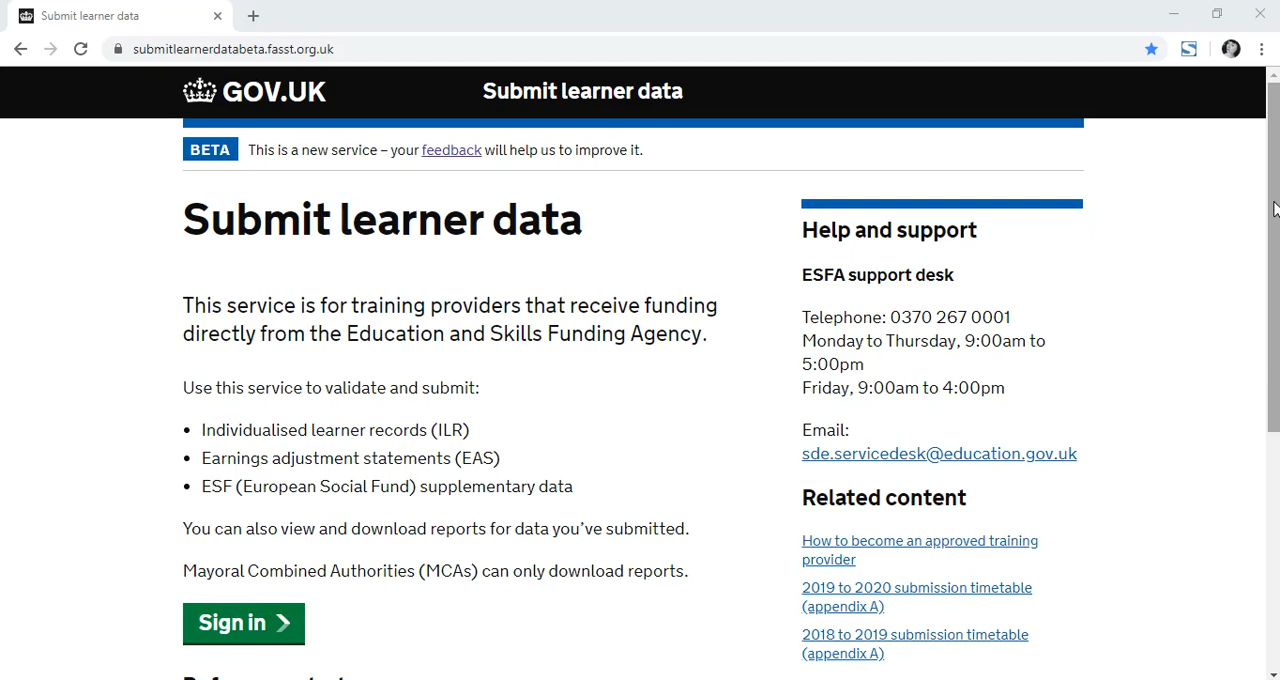 Submit learner data
submitlearnerdatabeta.fasst.org.uk
GOV.UK
Submit learner data
BETA
This is a new service – your feedback will help us to improve it.
Submit learner data
This service is for training providers that receive funding
directly from the Education and Skills Funding Agency.
Use this service to validate and submit:
• Individualised learner records (ILR)
• Earnings adjustment statements (EAS)
• ESF (European Social Fund) supplementary data
You can also view and download reports for data you’ve submitted.
Mayoral Combined Authorities (MCAs) can only download reports.
Sign in
Help and support
ESFA support desk
Telephone: 0370 267 0001
Monday to Thursday, 9:00am to
5:00pm
Friday, 9:00am to 4:00pm
Email:
sde.servicedesk@education.gov.uk
Related content
How to become an approved training
provider
2019 to 2020 submission timetable
(appendix A)
2018 to 2019 submission timetable
(appendix A)